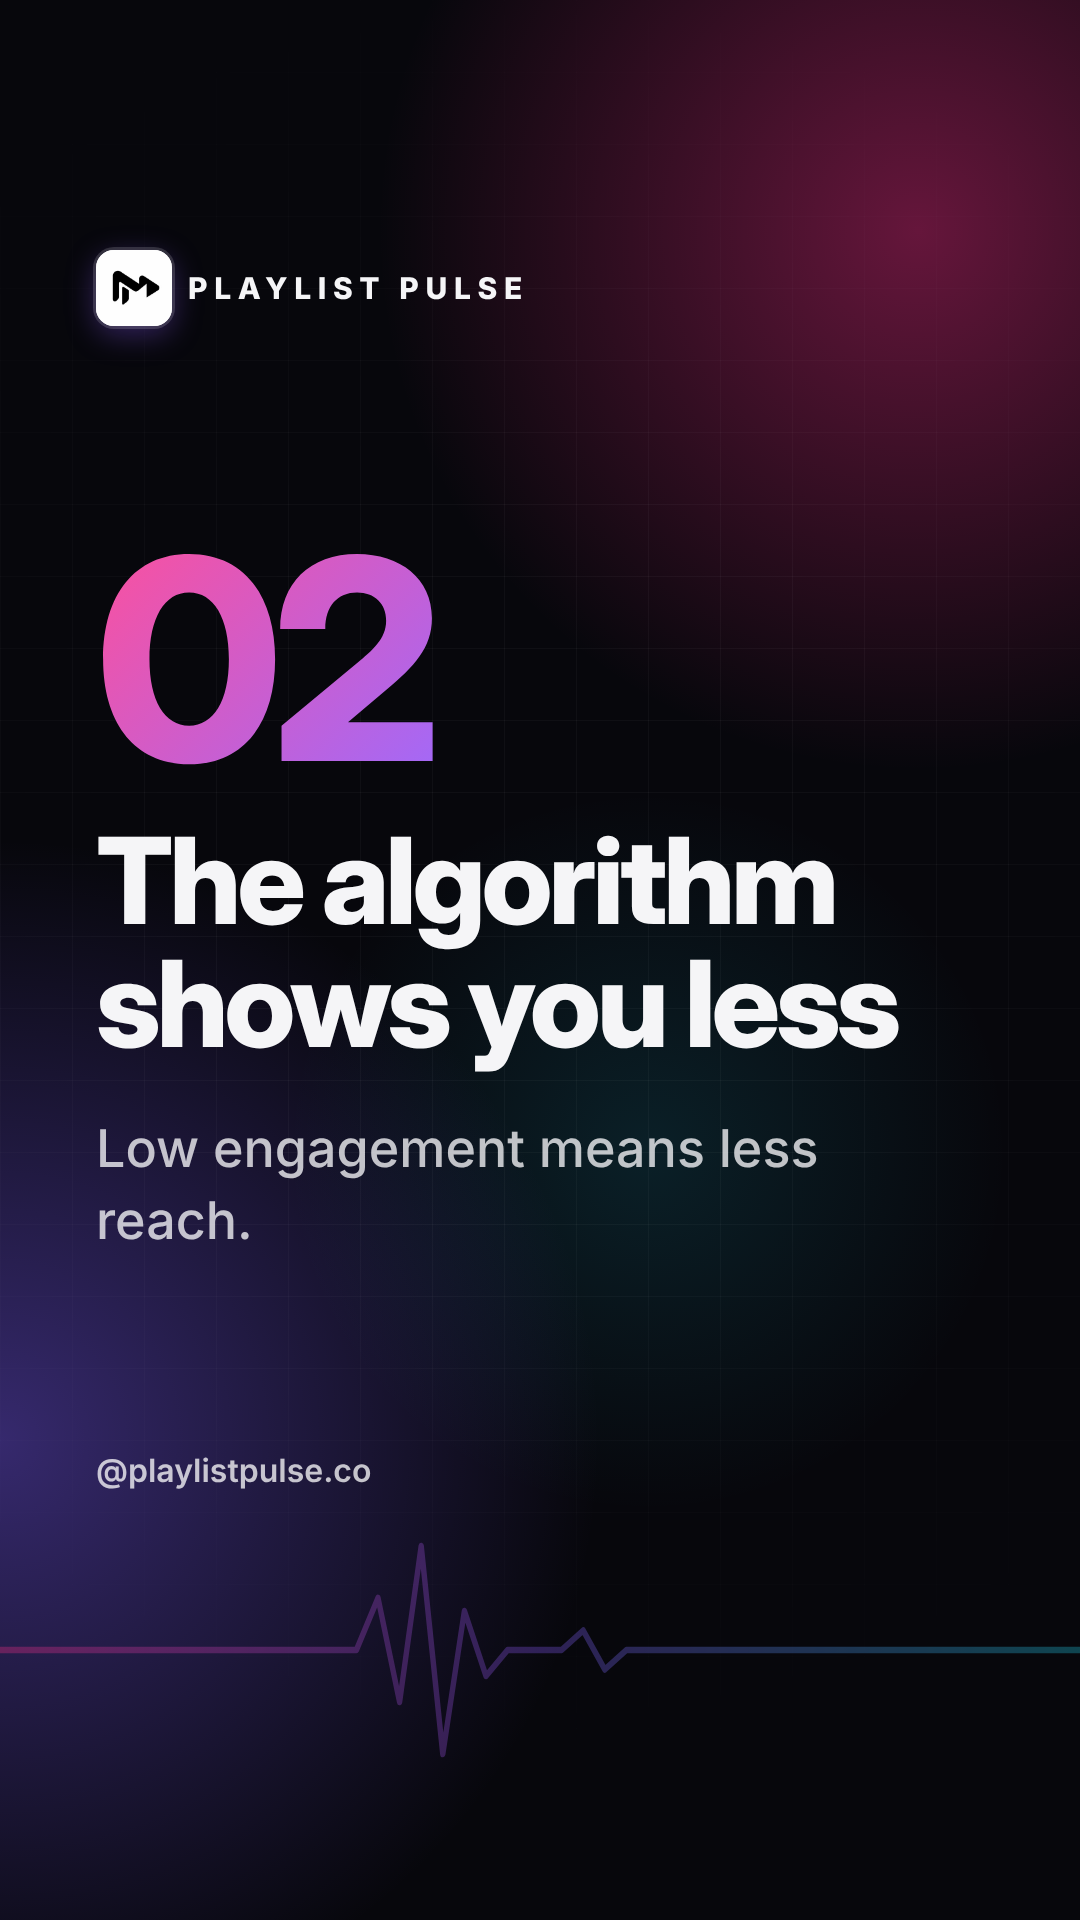 PLAYLIST PULSE
02
The algorithm
shows you less
Low engagement means less
reach.
@playlistpulse.co